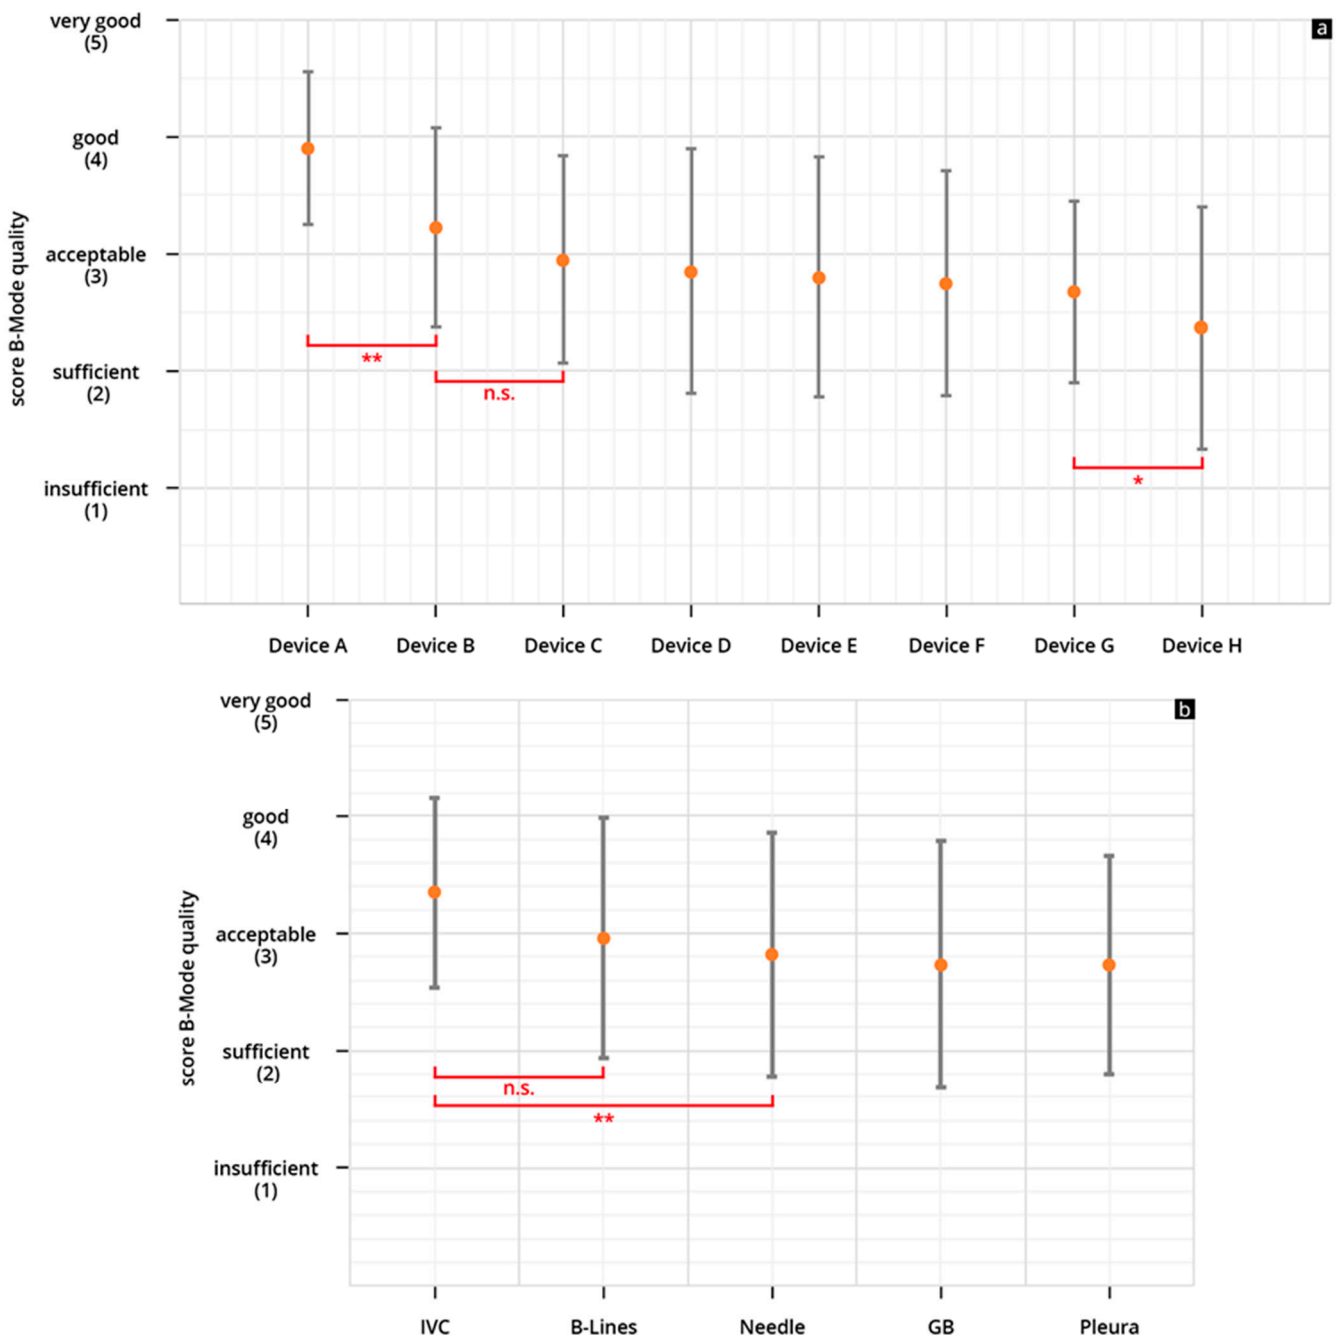 a
very good
(5)
good
(4)
acceptable
(3)
sufficient
(2)
insufficient
(1)
score B-Mode quality
**
n.s.
*
Device A
Device B
Device C
Device D
Device E
Device F
Device G
Device H
b
very good
(5)
good
(4)
acceptable
(3)
sufficient
(2)
insufficient
(1)
score B-Mode quality
n.s.
**
IVC
B-Lines
Needle
GB
Pleura